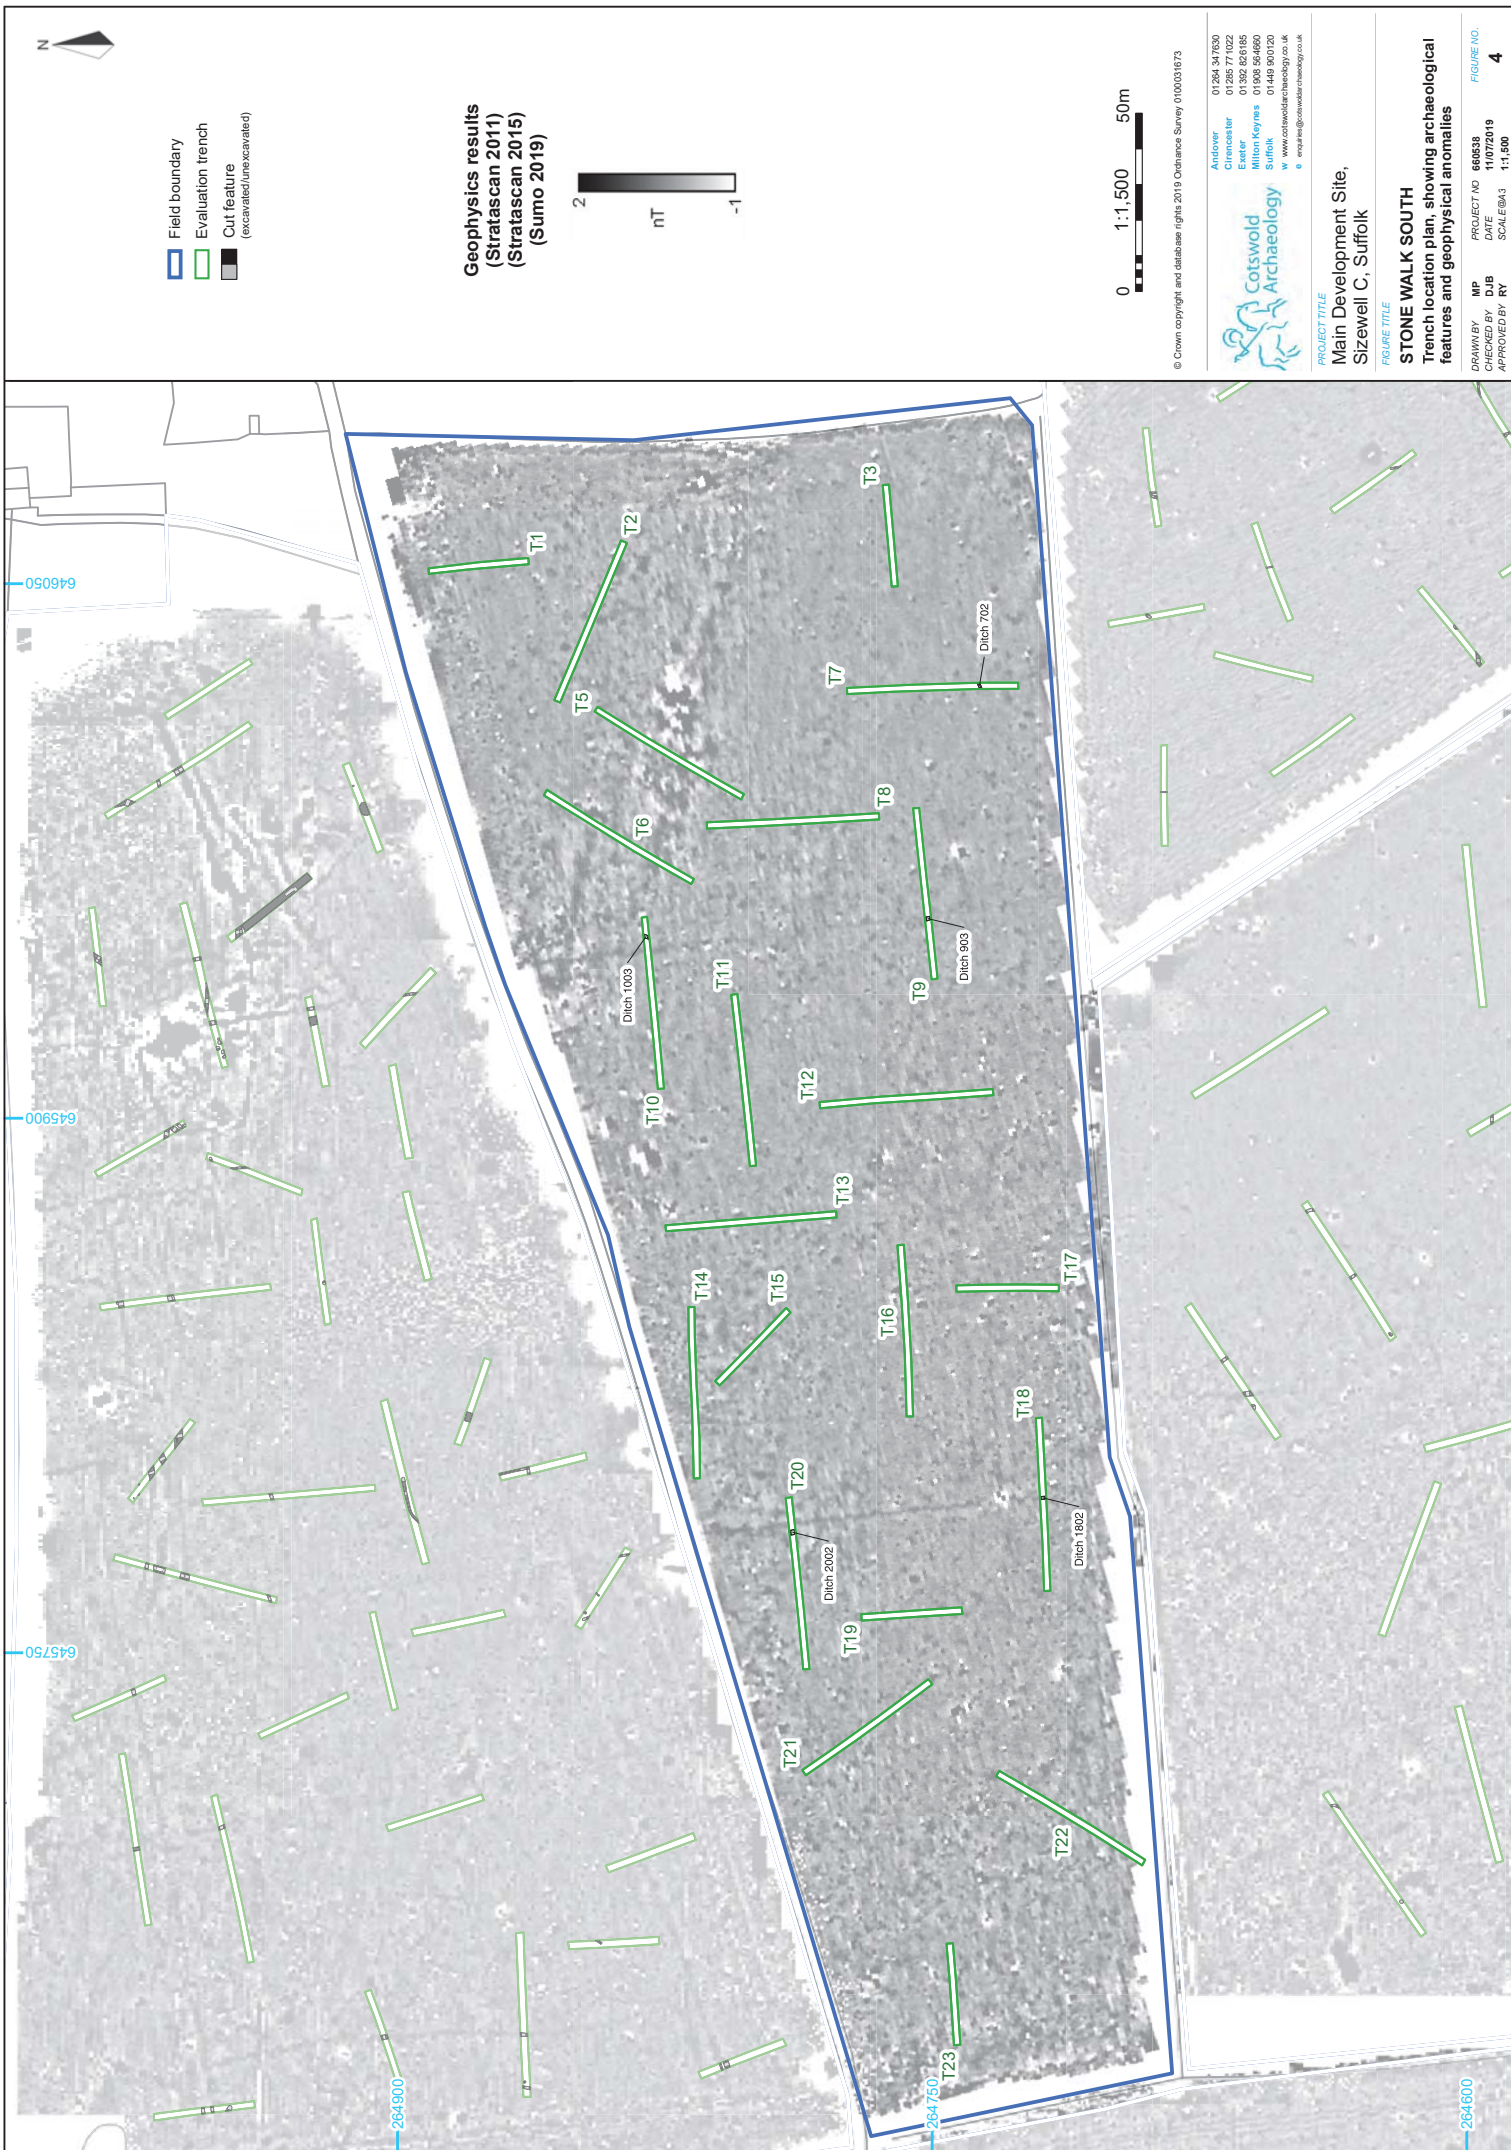 N
Field boundary
Evaluation trench
Cut feature
(excavated/unexcavated)
Geophysics results
(Stratascan 2011)
(Stratascan 2015)
(Sumo 2019)
2
nT
-1
0
1:1,500
50m
© Crown copyright and database rights 2019 Ordnance Survey 0100031673
Cotswold
Archaeology
Andover 01264 347630
Cirencester 01285 771022
Exeter 01392 826185
Milton Keynes 01908 564660
Suffolk 01449 900120
w www.cotswoldarchaeology.co.uk
e enquiries@cotswoldarchaeology.co.uk
PROJECT TITLE
Main Development Site,
Sizewell C, Suffolk
FIGURE TITLE
STONE WALK SOUTH
Trench location plan, showing archaeological
features and geophysical anomalies
DRAWN BY MP
CHECKED BY DJB
APPROVED BY RY
PROJECT NO 660538
DATE 11/07/2019
SCALE@A3 1:1,500
FIGURE NO.
4
646050
645900
645750
264900
264750
264600
T1
T2
T3
T5
T6
T7
Ditch 702
T8
T9
Ditch 903
T10
Ditch 1003
T11
T12
T13
T14
T15
T16
T17
T18
Ditch 1802
T19
T20
Ditch 2002
T21
T22
T23